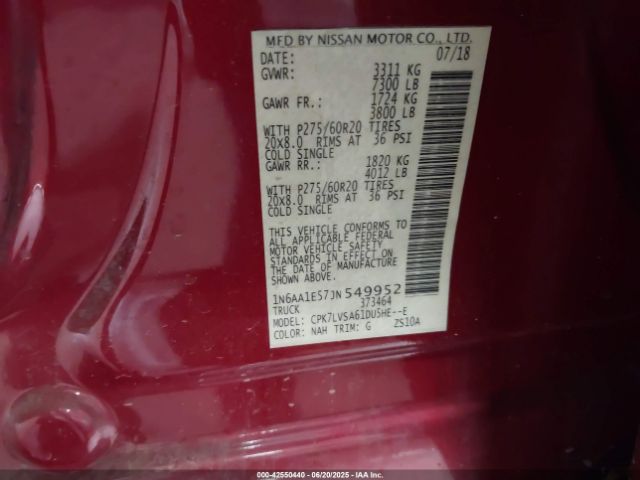 MFD BY NISSAN MOTOR CO., LTD.
DATE: 07/18
GVWR: 3311 KG
7300 LB
GAWR FR.: 1724 KG
3800 LB
WITH P275/60R20 TIRES
20X8.0 RIMS AT 36 PSI
COLD SINGLE
GAWR RR.: 1820 KG
4012 LB
WITH P275/60R20 TIRES
20X8.0 RIMS AT 36 PSI
COLD SINGLE
THIS VEHICLE CONFORMS TO
ALL APPLICABLE FEDERAL
MOTOR VEHICLE SAFETY
STANDARDS IN EFFECT ON
THE DATE OF MANUFACTURE
SHOWN ABOVE.
1N6AA1E57JN549952
TRUCK 373464
MODEL: CPK7LVSA61DU5HE--E
COLOR: NAH TRIM: G ZS10A
000-42550440 - 06/20/2025 - IAA Inc.